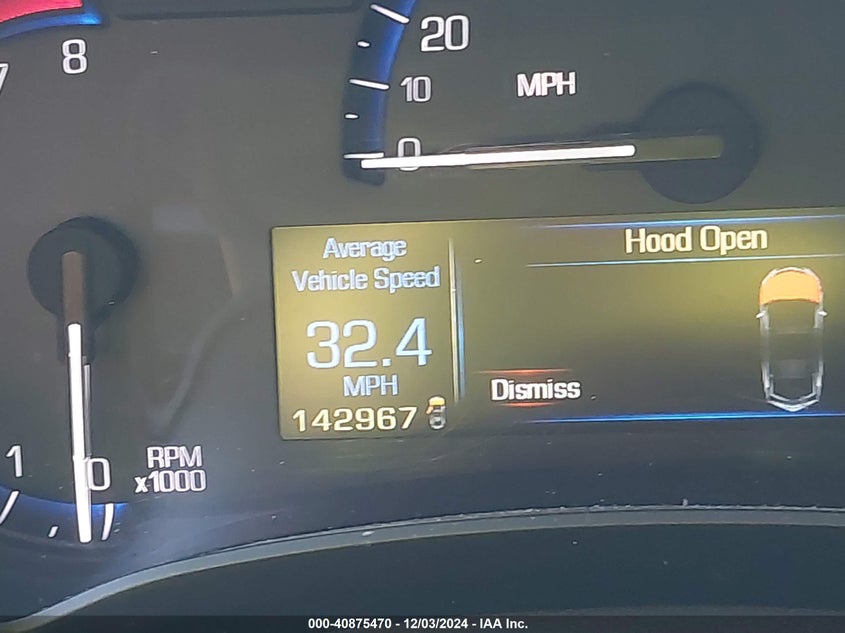 8
20
10
MPH
0
Average
Vehicle Speed
32.4
MPH
142967
Hood Open
Dismiss
1
0
RPM
x1000
000-40875470 - 12/03/2024 - IAA Inc.